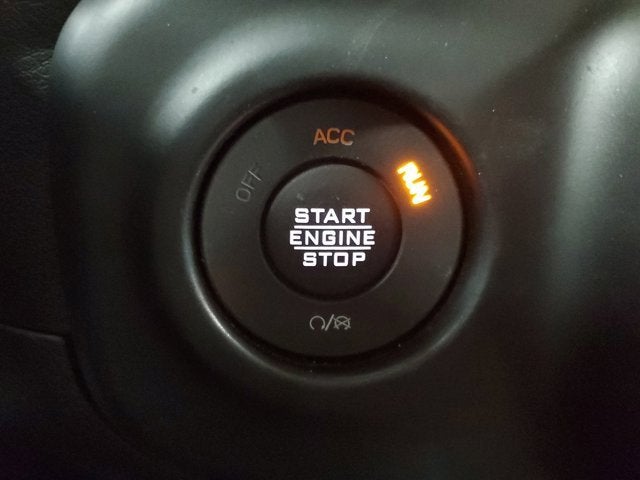 ACC
OFF
RUN
START
ENGINE
STOP